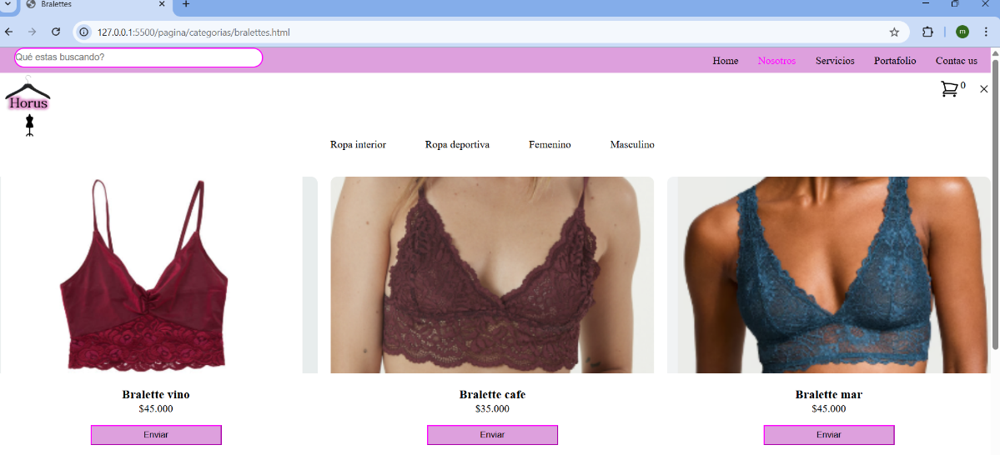 Bralettes
127.0.0.1:5500/pagina/categorias/bralettes.html
m
Qué estas buscando?
Home Nosotros Servicios Portafolio Contac us
Horus
0
Ropa interior Ropa deportiva Femenino Masculino
Bralette vino Bralette cafe Bralette mar
$45.000 $35.000 $45.000
Enviar Enviar Enviar